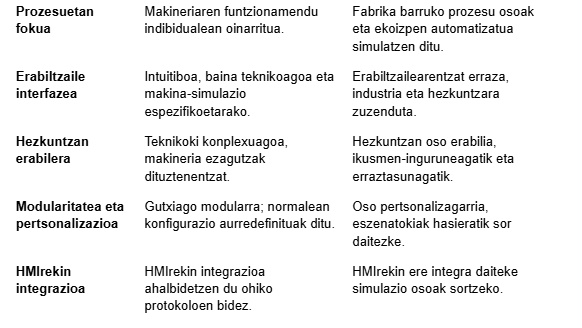 Prozesuetan fokua
Makineriaren funtzionamendu indibidualean oinarritua.
Fabrika barruko prozesu osoak eta ekoizpen automatizatua simulatzen ditu.
Erabiltzaile interfazea
Intuitiboa, baina teknikoagoa eta makina-simulazio espezifikoetarako.
Erabiltzailearentzat erraza, industria eta hezkuntzara zuzenduta.
Hezkuntzan erabilera
Teknikoki konplexuagoa, makineria ezagutzak dituztenentzat.
Hezkuntzan oso erabilia, ikusmen-inguruneagatik eta erraztasunagatik.
Modularitatea eta pertsonalizazioa
Gutxiago modularra; normalean konfigurazio aurredefinituak ditu.
Oso pertsonalizagarria, eszenatokiak hasieratik sor daitezke.
HMIrekin integrazioa
HMIrekin integrazioa ahalbidetzen du ohiko protokoloen bidez.
HMIrekin ere integra daiteke simulazio osoak sortzeko.